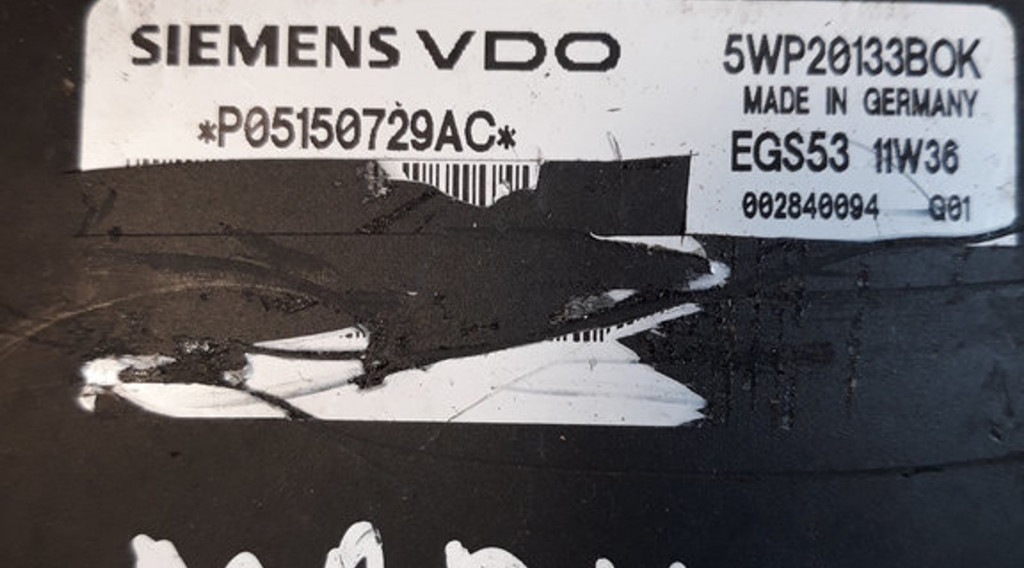 SIEMENS VDO
*P05150729AC*
5WP20133BOK
MADE IN GERMANY
EGS53 11W36
002840094 Q01